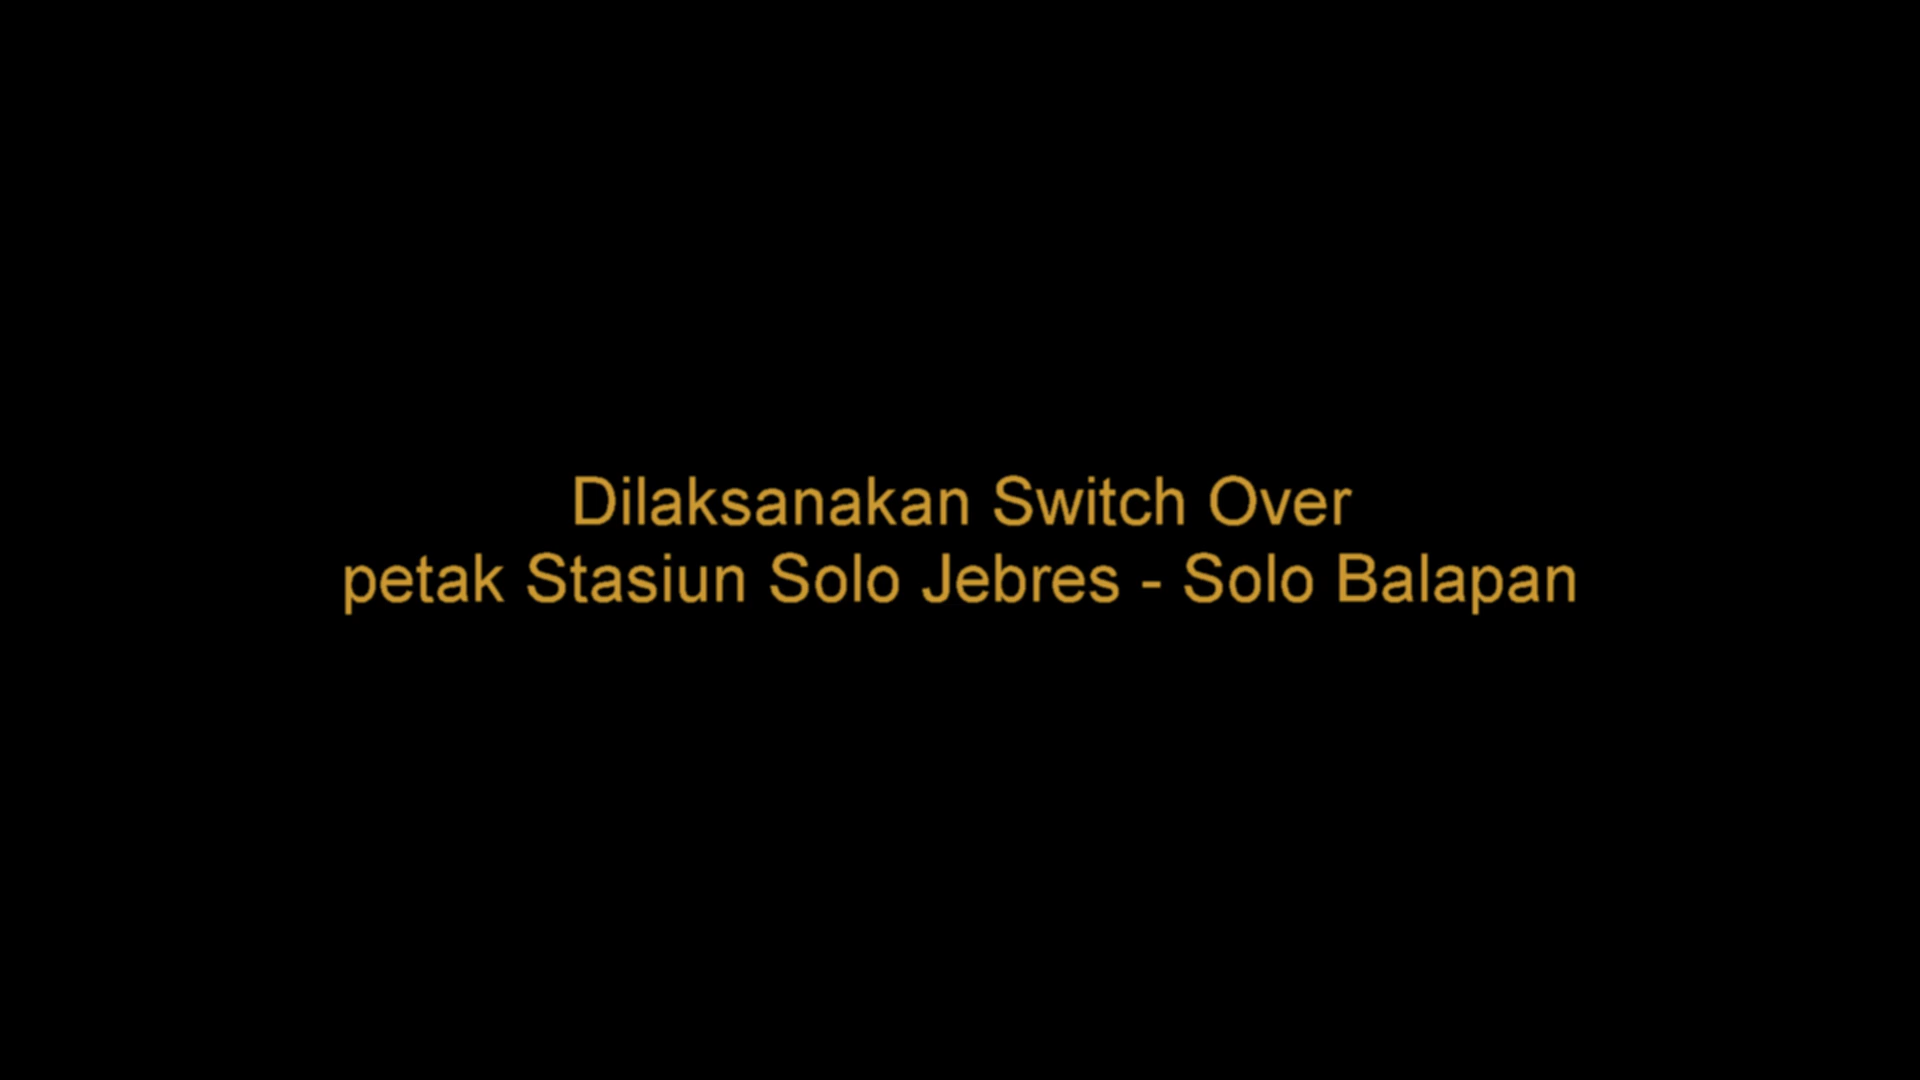 Dilaksanakan Switch Over
petak Stasiun Solo Jebres - Solo Balapan